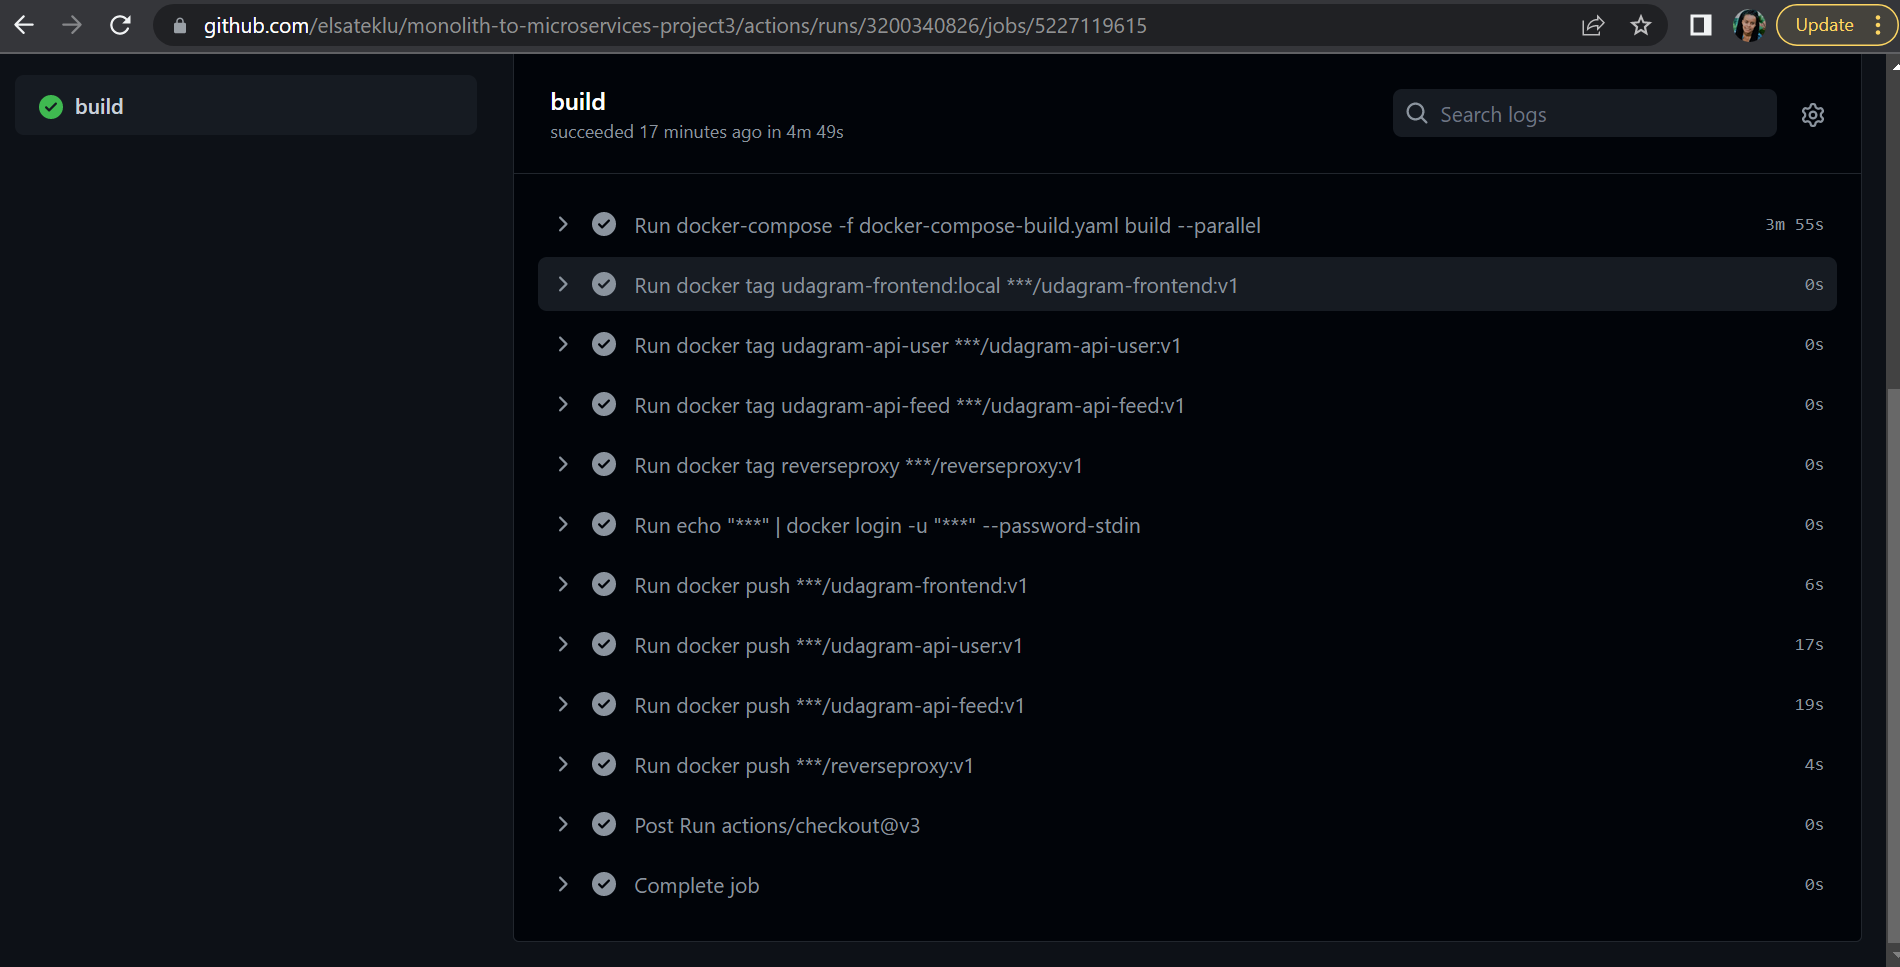 github.com/elsateklu/monolith-to-microservices-project3/actions/runs/3200340826/jobs/5227119615
Update
build
build
succeeded 17 minutes ago in 4m 49s
Search logs
Run docker-compose -f docker-compose-build.yaml build --parallel 3m 55s
Run docker tag udagram-frontend:local ***/udagram-frontend:v1 0s
Run docker tag udagram-api-user ***/udagram-api-user:v1 0s
Run docker tag udagram-api-feed ***/udagram-api-feed:v1 0s
Run docker tag reverseproxy ***/reverseproxy:v1 0s
Run echo "***" | docker login -u "***" --password-stdin 0s
Run docker push ***/udagram-frontend:v1 6s
Run docker push ***/udagram-api-user:v1 17s
Run docker push ***/udagram-api-feed:v1 19s
Run docker push ***/reverseproxy:v1 4s
Post Run actions/checkout@v3 0s
Complete job 0s